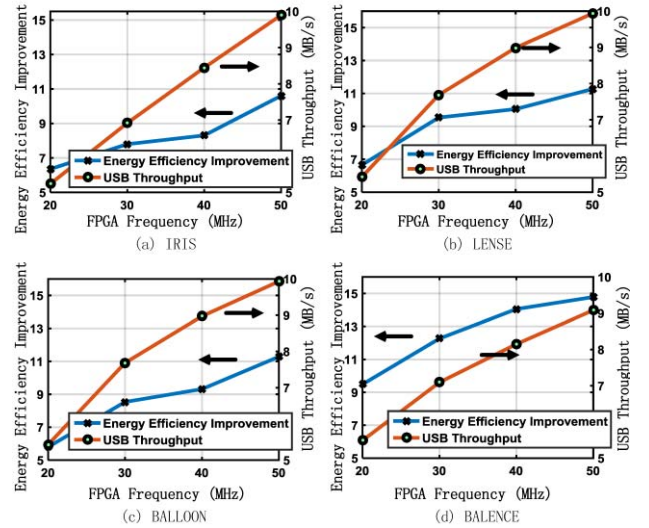 Energy Efficiency Improvement
15
13
11
9
7
5
10
9
8
7
5
USB Throughput (MB/s)
Energy Efficiency Improvement
USB Throughput
20 30 40 50
FPGA Frequency (MHz)
(a) IRIS
Energy Efficiency Improvement
15
13
11
9
7
5
10
9
8
7
5
USB Throughput (MB/s)
Energy Efficiency Improvement
USB Throughput
20 30 40 50
FPGA Frequency (MHz)
(b) LENSE
Energy Efficiency Improvement
15
13
11
9
7
5
10
9
8
7
5
USB Throughput (MB/s)
Energy Efficiency Improvement
USB Throughput
20 30 40 50
FPGA Frequency (MHz)
(c) BALLOON
Energy Efficiency Improvement
15
13
11
9
7
5
10
9
8
7
5
USB Throughput (MB/s)
Energy Efficiency Improvement
USB Throughput
20 30 40 50
FPGA Frequency (MHz)
(d) BALENCE